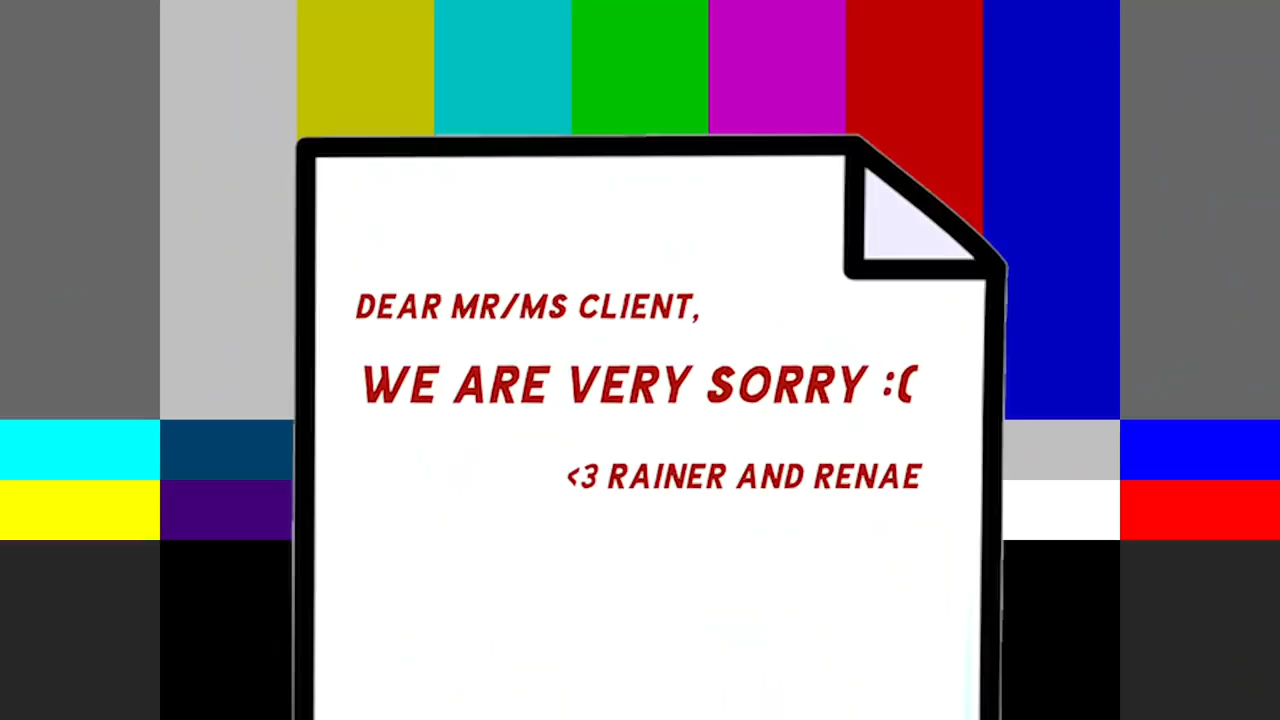 DEAR MR/MS CLIENT,
WE ARE VERY SORRY :(
<3 RAINER AND RENAE